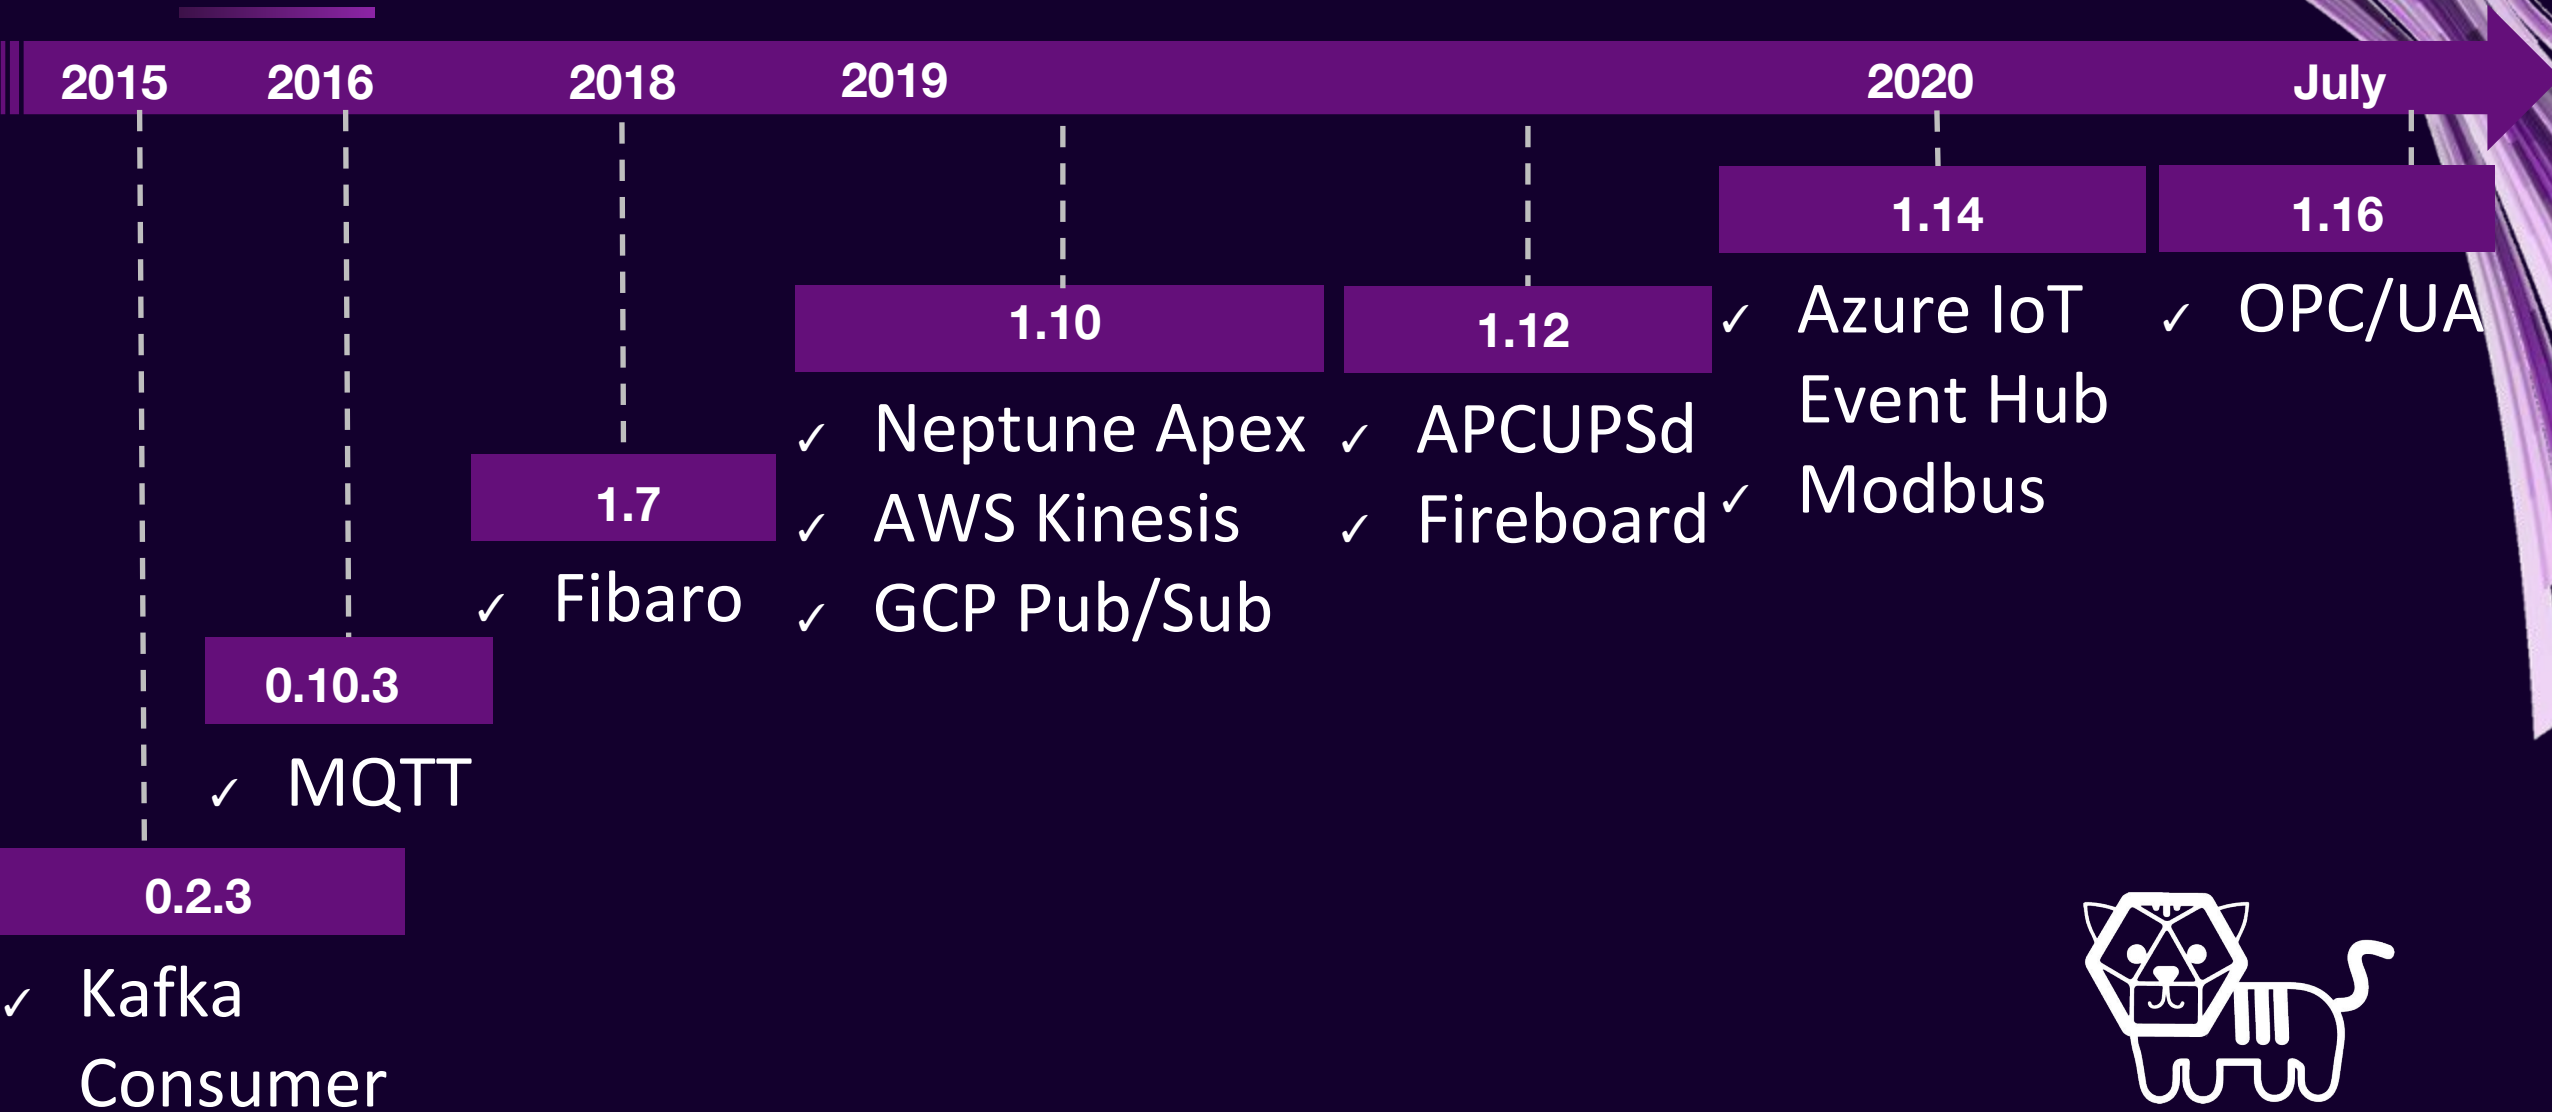 2015
2016
2018
2019
2020
July
1.14
1.16
✓ Azure IoT
Event Hub
✓ Modbus
✓ OPC/UA
1.10
1.12
✓ Neptune Apex
✓ AWS Kinesis
✓ GCP Pub/Sub
✓ APCUPSd
✓ Fireboard
1.7
✓ Fibaro
0.10.3
✓ MQTT
0.2.3
✓ Kafka
Consumer